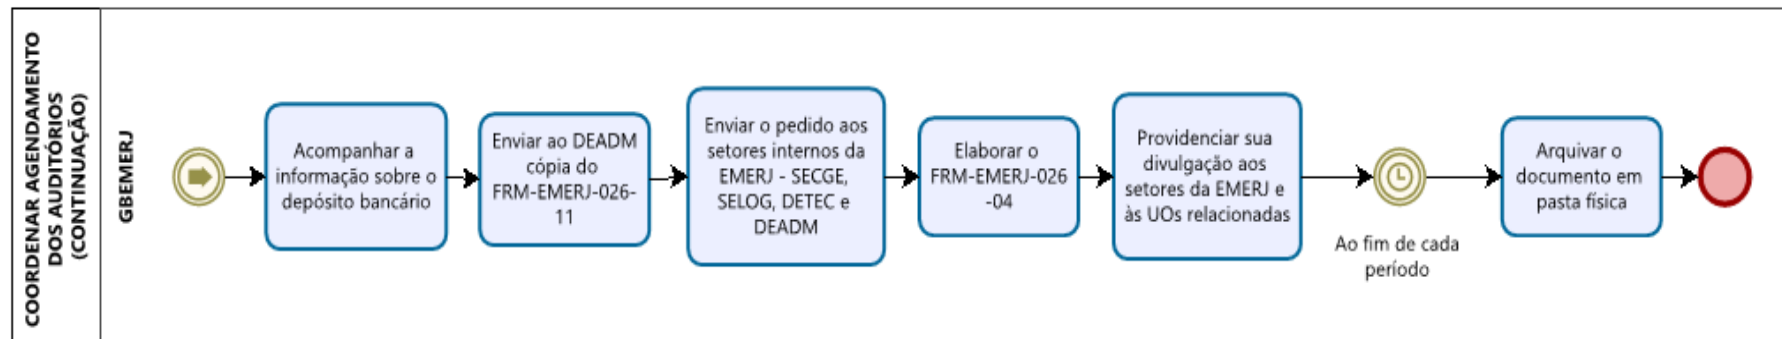 COORDENAR AGENDAMENTO
DOS AUDITÓRIOS
(CONTINUAÇÃO)
GBEMERJ
Acompanhar a
informação sobre o
depósito bancário
Enviar ao DEADM
cópia do
FRM-EMERJ-026-
11
Enviar o pedido aos
setores internos da
EMERJ - SECGE,
SELOG, DETEC e
DEADM
Elaborar o
FRM-EMERJ-026
-04
Providenciar sua
divulgação aos
setores da EMERJ e
às UOs relacionadas
Ao fim de cada
período
Arquivar o
documento em
pasta física